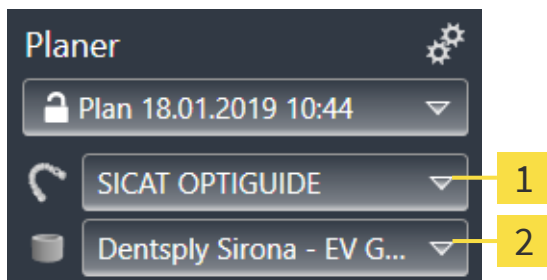 Planer
Plan 18.01.2019 10:44
SICAT OPTIGUIDE 1
Dentsply Sirona - EV G... 2